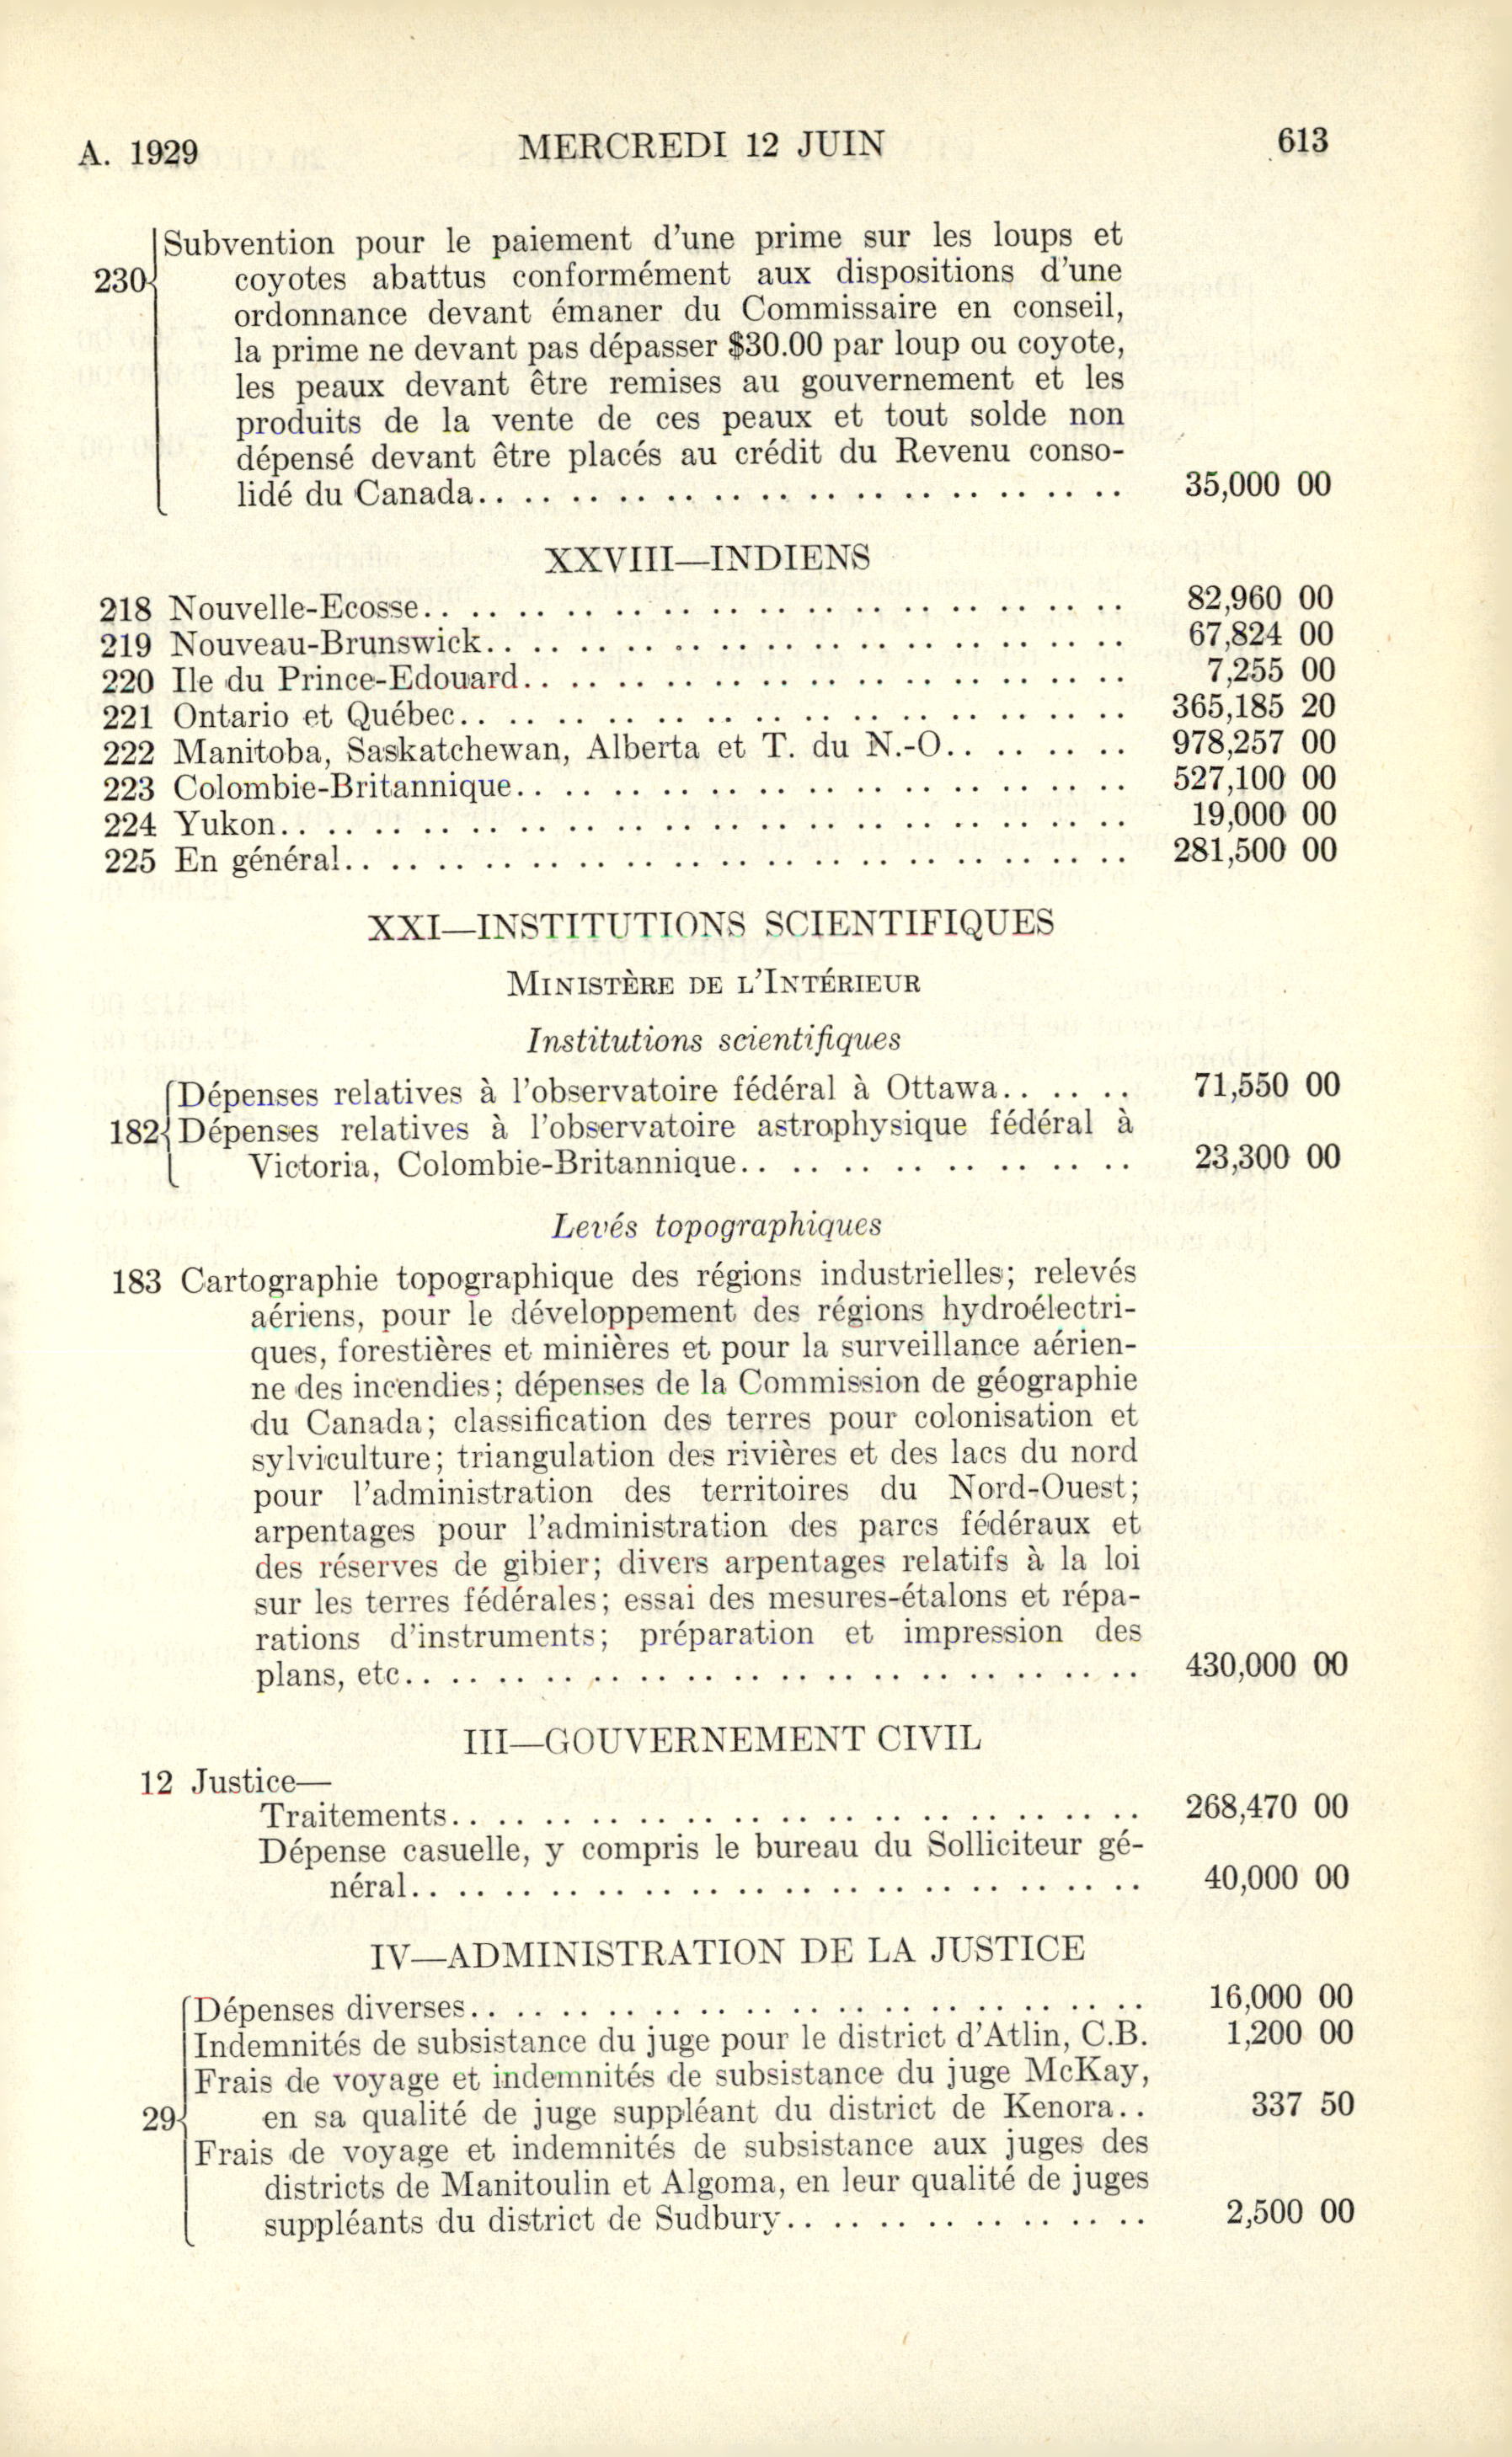 A. 1929 MERCREDI 12 JUIN 613
Subvention pour le paiement d'une prime sur les loups et
230 coyotes abattus conformément aux dispositions d'une
ordonnance devant émaner du Commissaire en conseil,
la prime ne devant pas dépasser $30.00 par loup ou coyote,
les peaux devant être remises au gouvernement et les
produits de la vente de ces peaux et tout solde non
dépensé devant être placés au crédit du Revenu conso-
lidé du Canada.. .. .. .. .. .. .. .. .. .. .. .. .. .. 35,000 00
XXVIII—INDIENS
218 Nouvelle-Ecosse.. .. .. .. .. .. .. .. .. .. .. .. .. .. .. 82,960 00
219 Nouveau-Brunswick.. .. .. .. .. .. .. .. .. .. .. .. .. .. 67,824 00
220 Ile du Prince-Edouard.. .. .. .. .. .. .. .. .. .. .. .. .. 7,255 00
221 Ontario et Québec.. .. .. .. .. .. .. .. .. .. .. .. .. .. 365,185 20
222 Manitoba, Saskatchewan, Alberta et T. du N.-O.. .. .. .. 978,257 00
223 Colombie-Britannique.. .. .. .. .. .. .. .. .. .. .. .. .. 527,100 00
224 Yukon.. .. .. .. .. .. .. .. .. .. .. .. .. .. .. .. .. .. 19,000 00
225 En général.. .. .. .. .. .. .. .. .. .. .. .. .. .. .. .. .. 281,500 00
XXI—INSTITUTIONS SCIENTIFIQUES
MINISTÈRE DE L'INTÉRIEUR
Institutions scientifiques
Dépenses relatives à l'observatoire fédéral à Ottawa.. .. .. 71,550 00
182 Dépenses relatives à l'observatoire astrophysique fédéral à
Victoria, Colombie-Britannique.. .. .. .. .. .. .. .. 23,300 00
Levés topographiques
183 Cartographie topographique des régions industrielles; relevés
aériens, pour le développement des régions hydroélectri-
ques, forestières et minières et pour la surveillance aérien-
ne des incendies; dépenses de la Commission de géographie
du Canada; classification des terres pour colonisation et
sylviculture; triangulation des rivières et des lacs du nord
pour l'administration des territoires du Nord-Ouest;
arpentages pour l'administration des parcs fédéraux et
des réserves de gibier; divers arpentages relatifs à la loi
sur les terres fédérales; essai des mesures-étalons et répa-
rations d'instruments; préparation et impression des
plans, etc.. .. .. .. .. .. .. .. .. .. .. .. .. .. .. .. 430,000 00
III—GOUVERNEMENT CIVIL
12 Justice—
Traitements.. .. .. .. .. .. .. .. .. .. .. .. .. .. .. 268,470 00
Dépense casuelle, y compris le bureau du Solliciteur gé-
néral.. .. .. .. .. .. .. .. .. .. .. .. .. .. .. .. 40,000 00
IV—ADMINISTRATION DE LA JUSTICE
Dépenses diverses.. .. .. .. .. .. .. .. .. .. .. .. .. .. .. 16,000 00
Indemnités de subsistance du juge pour le district d'Atlin, C.B. 1,200 00
Frais de voyage et indemnités de subsistance du juge McKay,
29 en sa qualité de juge suppléant du district de Kenora.. 337 50
Frais de voyage et indemnités de subsistance aux juges des
districts de Manitoulin et Algoma, en leur qualité de juges
suppléants du district de Sudbury.. .. .. .. .. .. .. .. 2,500 00